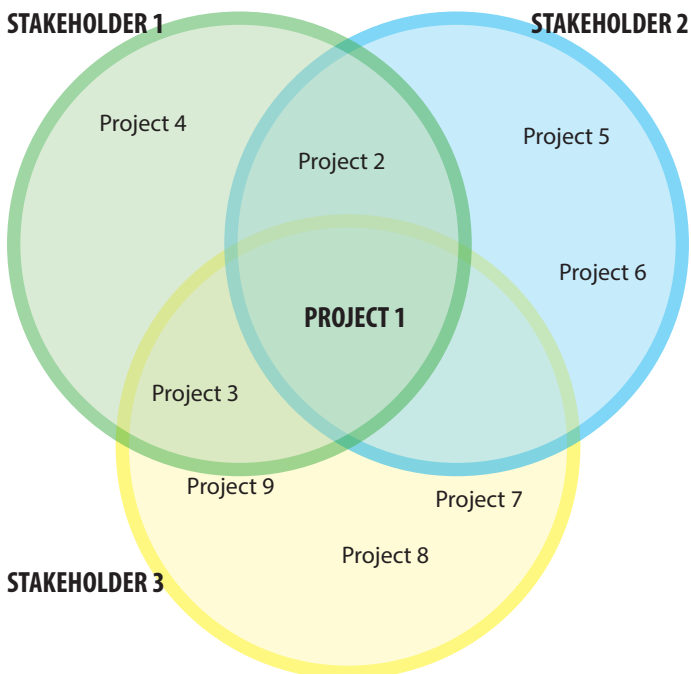 STAKEHOLDER 1
STAKEHOLDER 2
Project 4
Project 5
Project 2
Project 6
PROJECT 1
Project 3
Project 9
Project 7
Project 8
STAKEHOLDER 3